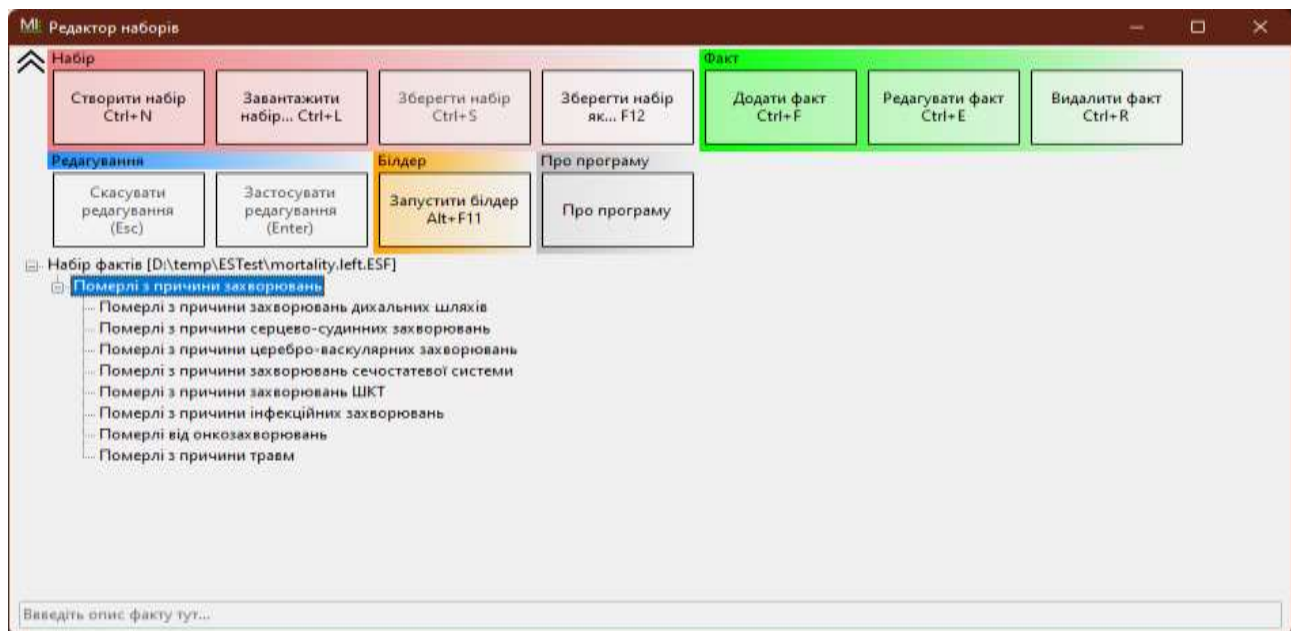 MI: Редактор наборів
Набір
Факт
Створити набір
Ctrl+N
Завантажити
набір... Ctrl+L
Зберегти набір
Ctrl+S
Зберегти набір
як... F12
Додати факт
Ctrl+F
Редагувати факт
Ctrl+E
Видалити факт
Ctrl+R
Редагування
Білдер
Про програму
Скасувати
редагування
(Esc)
Застосувати
редагування
(Enter)
Запустити білдер
Alt+F11
Про програму
Набір фактів [D:\temp\ESTest\mortality.left.ESF]
Померлі з причини захворювань
Померлі з причини захворювань дихальних шляхів
Померлі з причини серцево-судинних захворювань
Померлі з причини церебро-васкулярних захворювань
Померлі з причини захворювань сечостатевої системи
Померлі з причини захворювань ШКТ
Померлі з причини інфекційних захворювань
Померлі від онкозахворювань
Померлі з причини травм
Введіть опис факту тут...